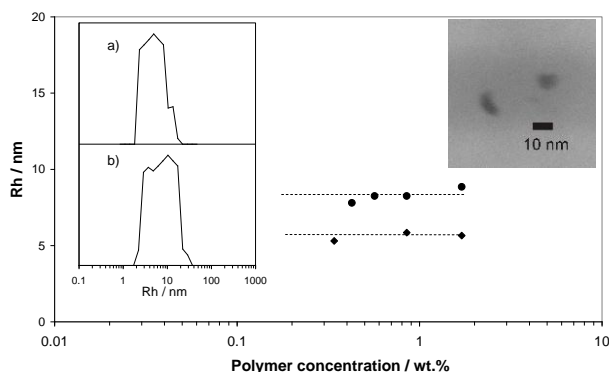 20
15
10
5
0
Rh / nm
a)
b)
0.1 1 10 100 1000
Rh / nm
10 nm
0.01 0.1 1 10
Polymer concentration / wt.%